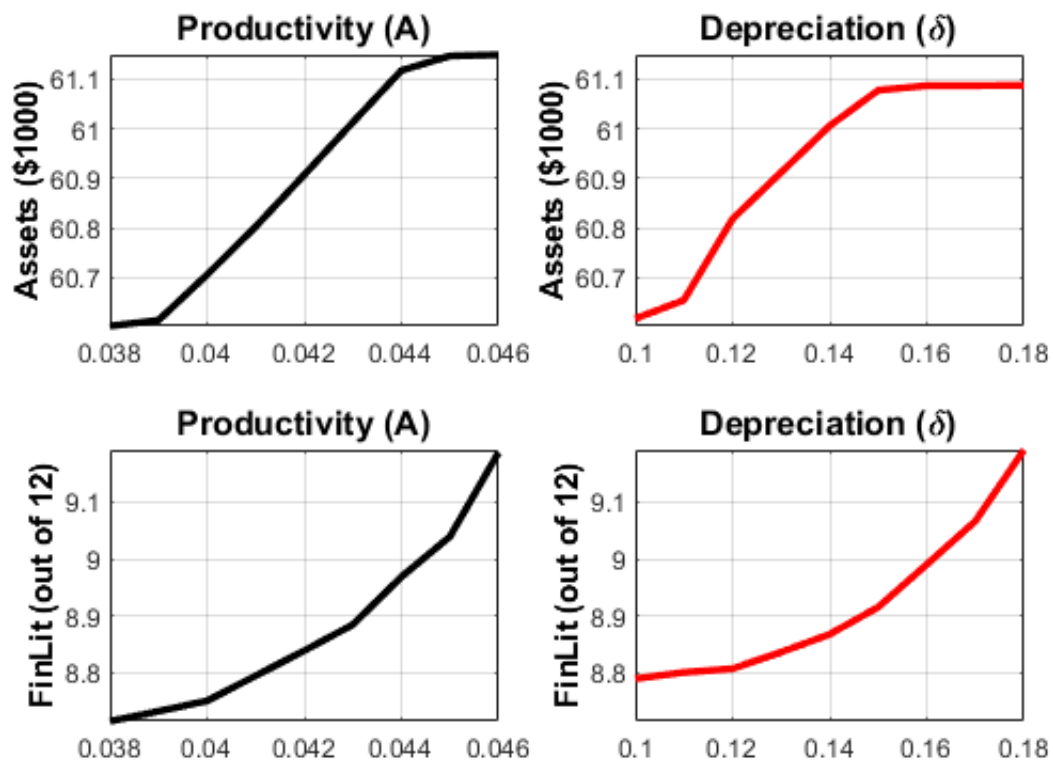 Productivity (A)
Assets ($1000)
61.1
61
60.9
60.8
60.7
0.038 0.04 0.042 0.044 0.046
Depreciation (δ)
Assets ($1000)
61.1
61
60.9
60.8
60.7
0.1 0.12 0.14 0.16 0.18
Productivity (A)
FinLit (out of 12)
9.1
9
8.9
8.8
0.038 0.04 0.042 0.044 0.046
Depreciation (δ)
FinLit (out of 12)
9.1
9
8.9
8.8
0.1 0.12 0.14 0.16 0.18